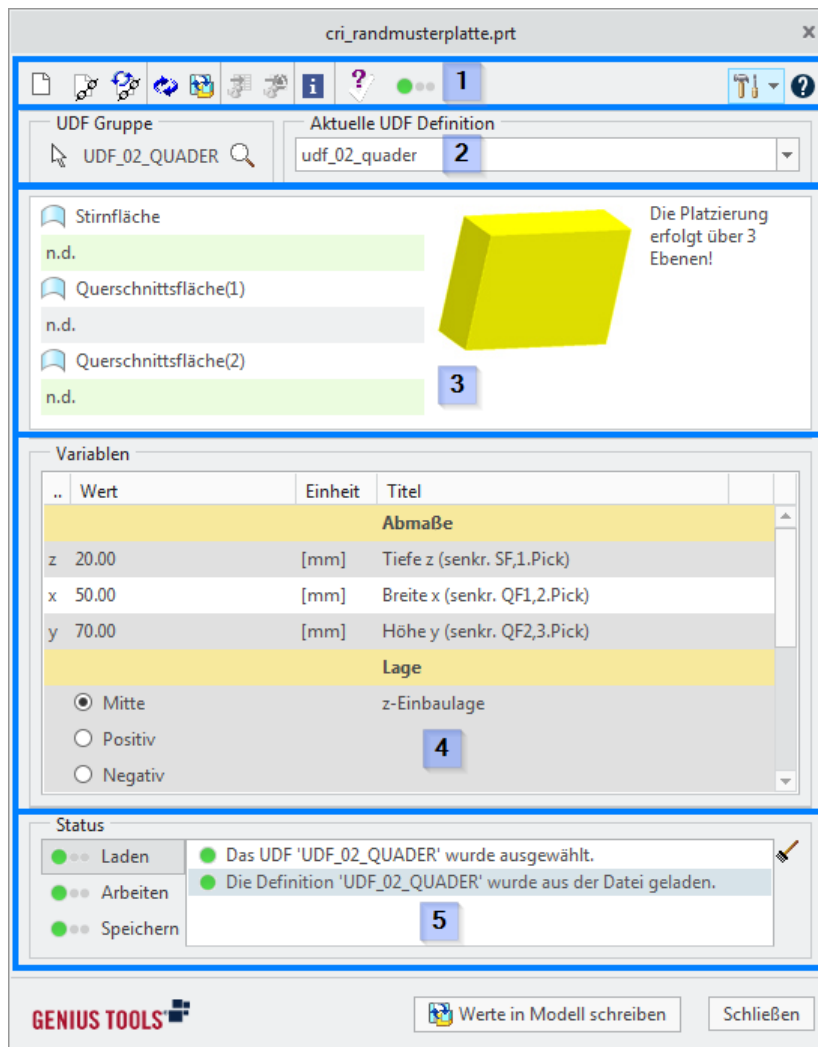 cri_randmusterplatte.prt x
i ? 1 ?
UDF Gruppe
UDF_02_QUADER
Aktuelle UDF Definition
udf_02_quader 2
Stirnfläche
n.d.
Querschnittsfläche(1)
n.d.
Querschnittsfläche(2)
n.d.
Die Platzierung
erfolgt über 3
Ebenen!
3
Variablen
.. Wert Einheit Titel
Abmaße
z 20.00 [mm] Tiefe z (senkr. SF,1.Pick)
x 50.00 [mm] Breite x (senkr. QF1,2.Pick)
y 70.00 [mm] Höhe y (senkr. QF2,3.Pick)
Lage
Mitte z-Einbaulage
Positiv
4
Negativ
Status
Laden
Arbeiten
Speichern
Das UDF 'UDF_02_QUADER' wurde ausgewählt.
Die Definition 'UDF_02_QUADER' wurde aus der Datei geladen.
5
GENIUS TOOLS
Werte in Modell schreiben
Schließen